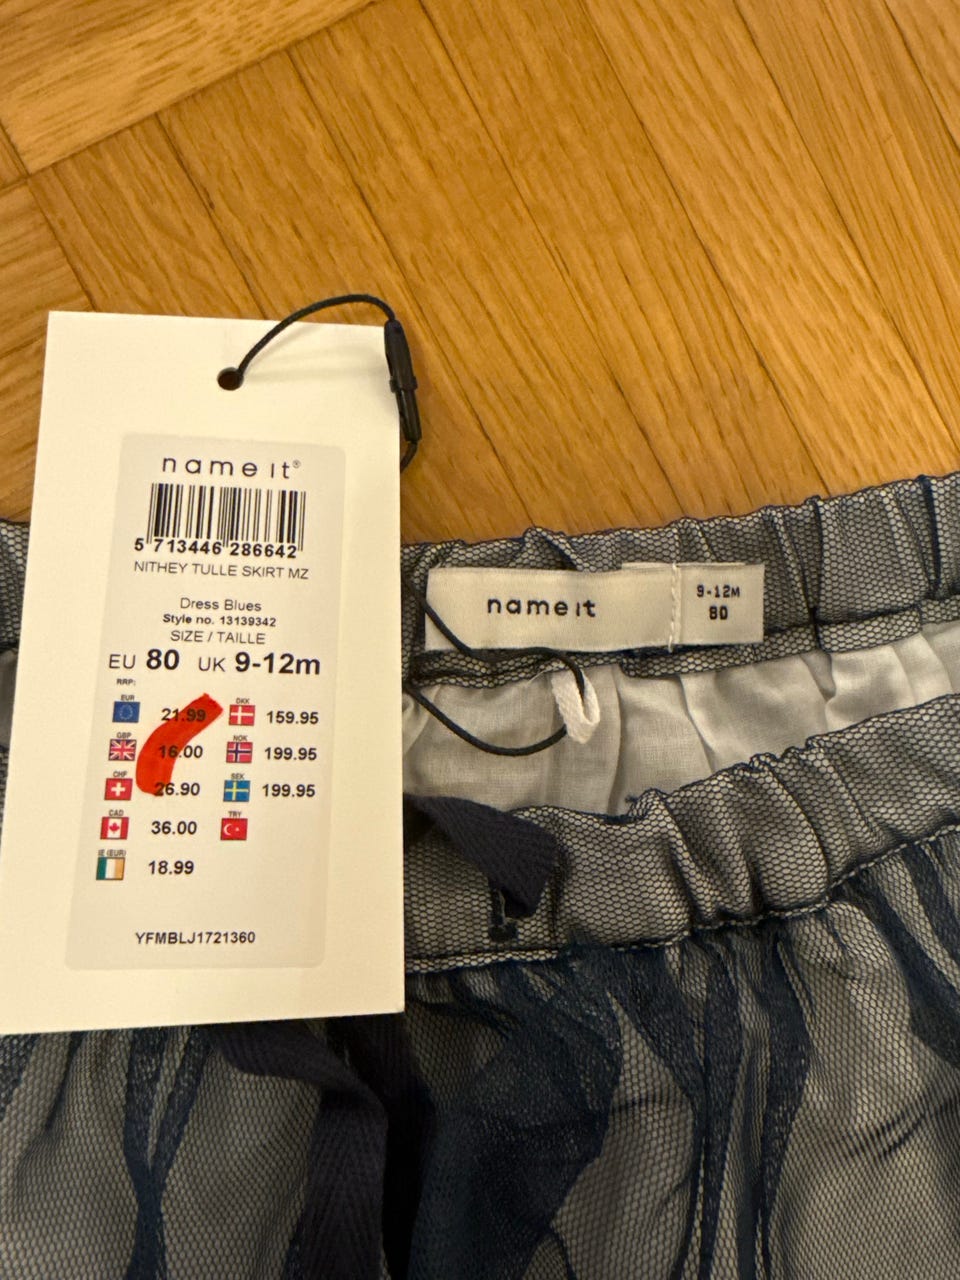 name it®
5 713446 286642
NITHEY TULLE SKIRT MZ
Dress Blues
Style no. 13139342
SIZE / TAILLE
EU 80 UK 9-12m
RRP:
EUR 21.99 DKK 159.95
GBP 16.00 NOK 199.95
CHF 26.90 SEK 199.95
CAD 36.00 TRY
IE (EUR) 18.99
YFMBLJ1721360
name it
9-12M
80